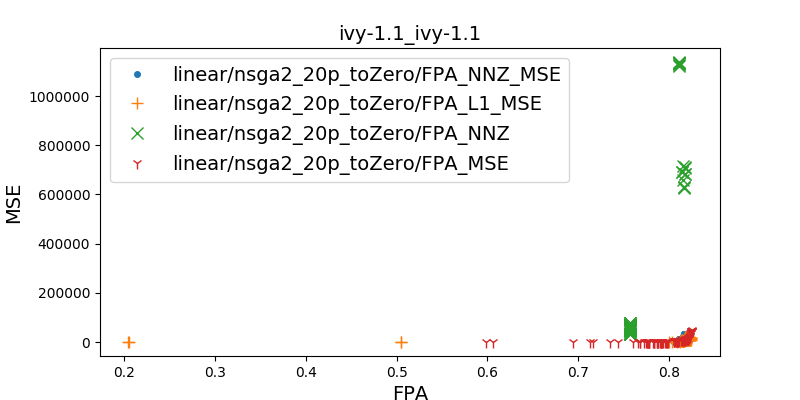 ivy-1.1_ivy-1.1
linear/nsga2_20p_toZero/FPA_NNZ_MSE
linear/nsga2_20p_toZero/FPA_L1_MSE
linear/nsga2_20p_toZero/FPA_NNZ
linear/nsga2_20p_toZero/FPA_MSE
MSE
1000000
800000
600000
400000
200000
0
0.2 0.3 0.4 0.5 0.6 0.7 0.8
FPA